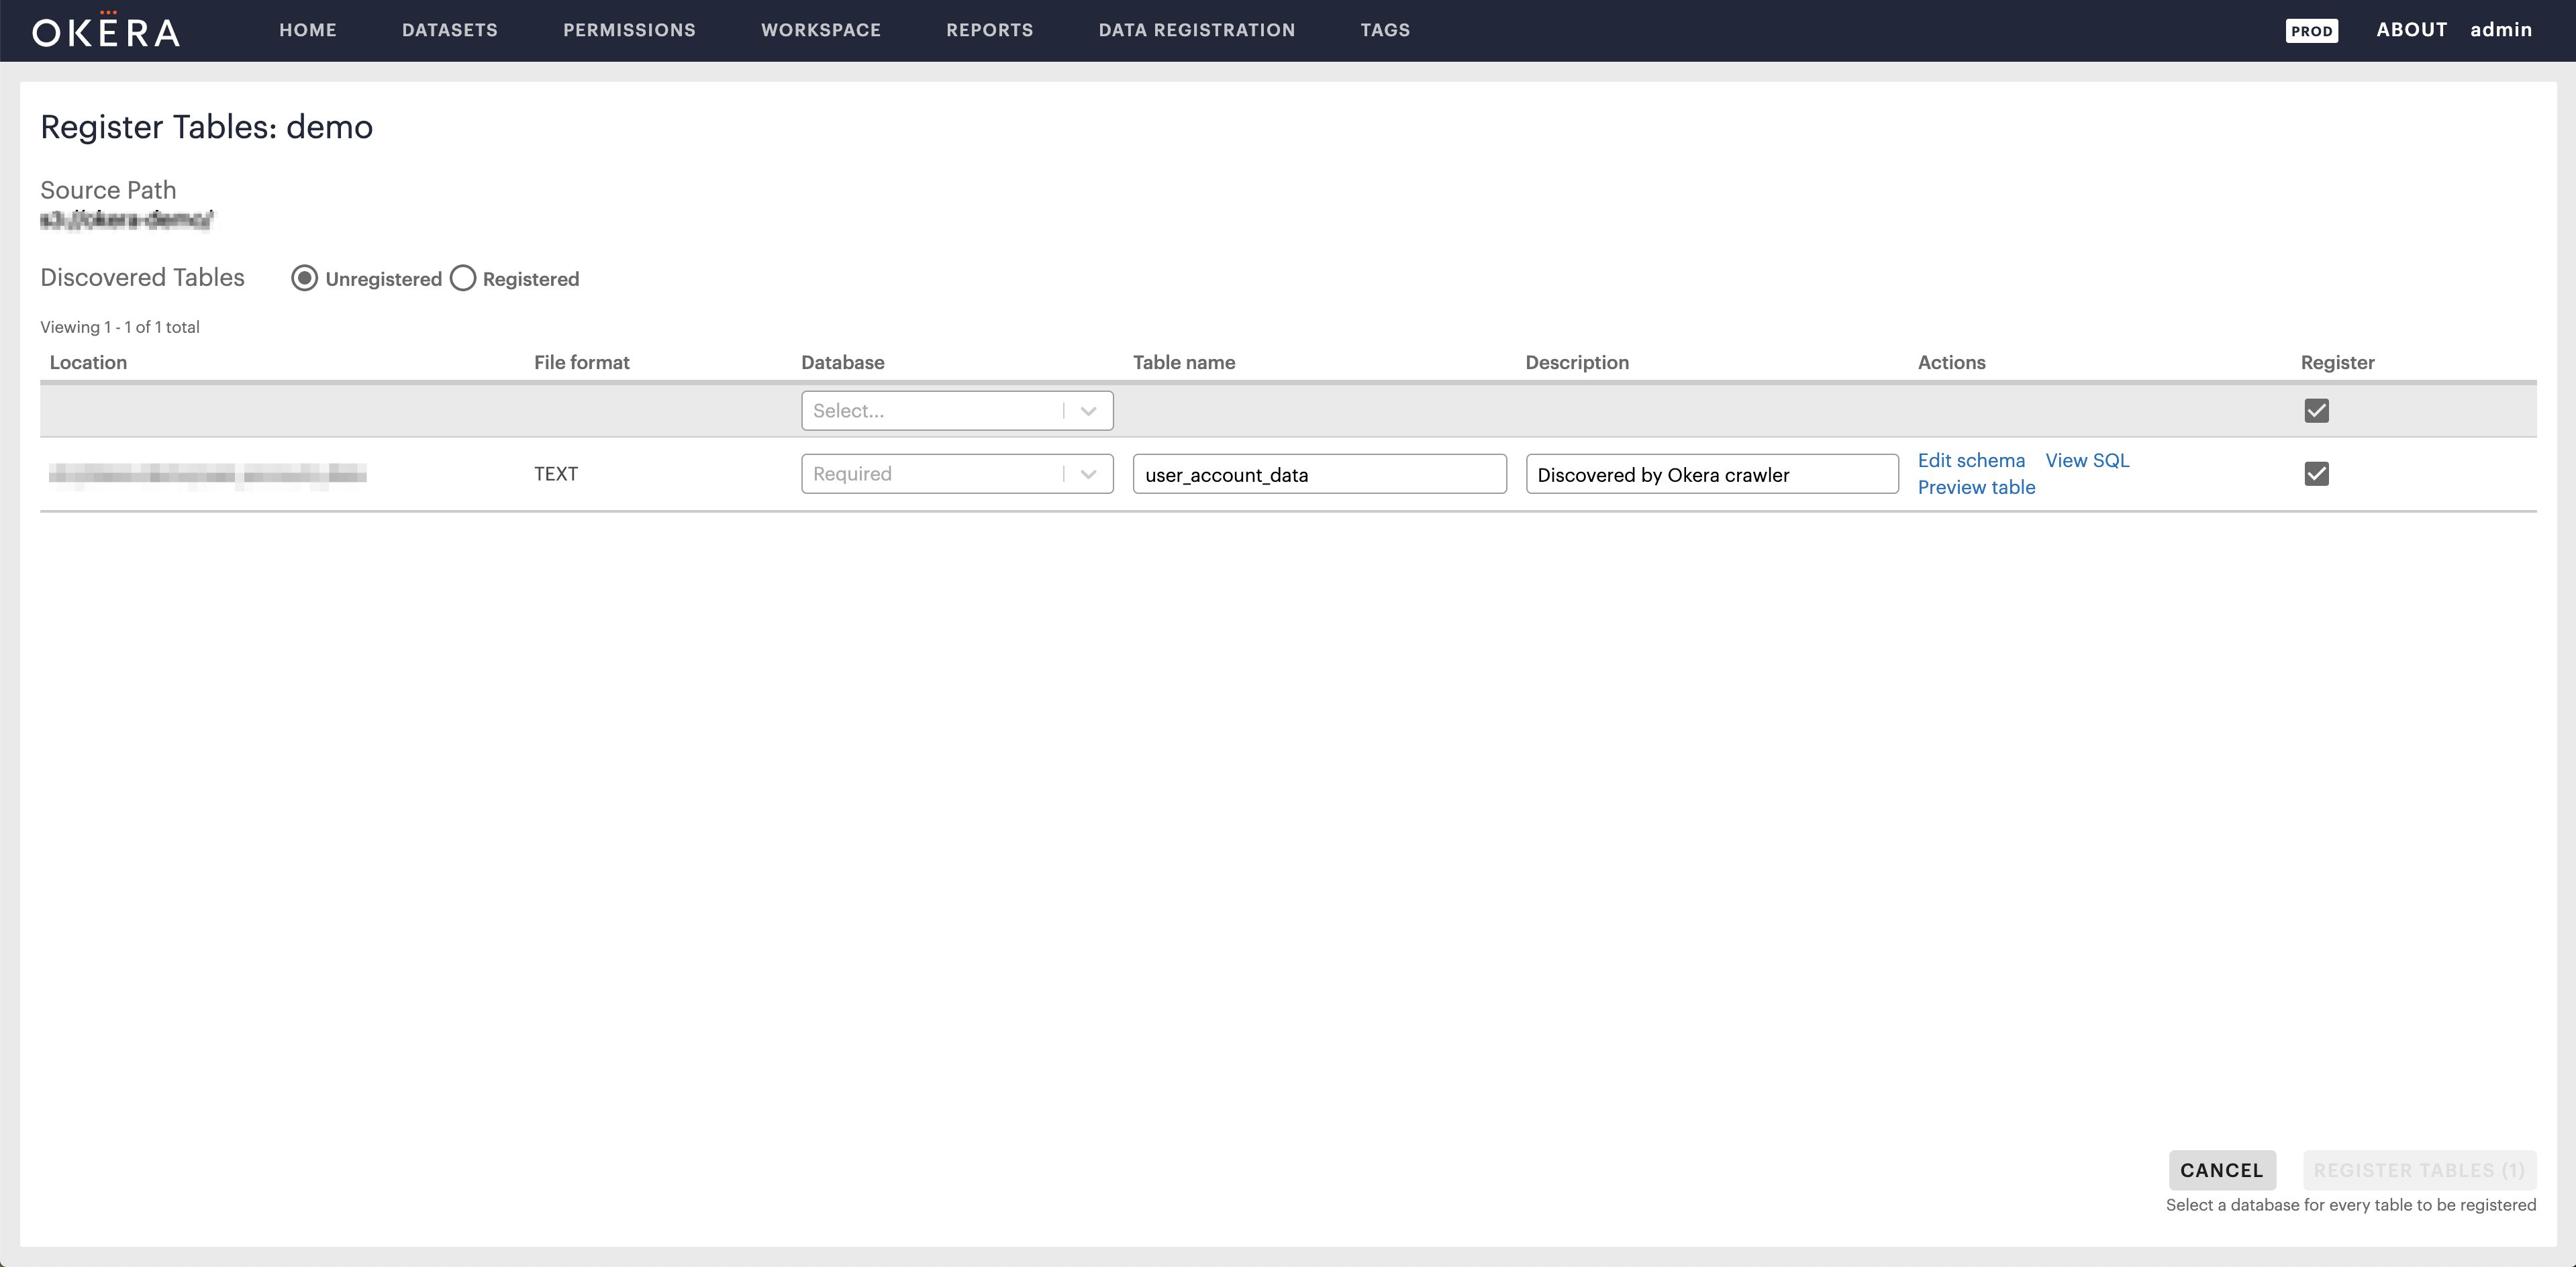 OKERA HOME DATASETS PERMISSIONS WORKSPACE REPORTS DATA REGISTRATION TAGS PROD ABOUT admin
Register Tables: demo
Source Path
Discovered Tables Unregistered Registered
Viewing 1 - 1 of 1 total
Location File format Database Table name Description Actions Register
Select...
TEXT Required user_account_data Discovered by Okera crawler Edit schema View SQL
Preview table
CANCEL REGISTER TABLES (1)
Select a database for every table to be registered